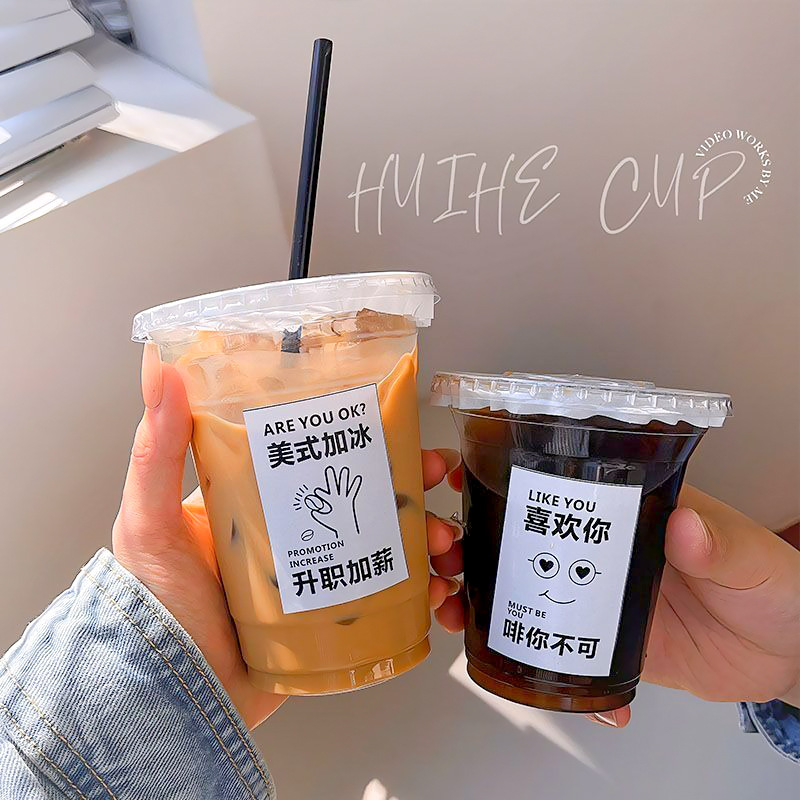 HUIHE CUP
VIDEO WORKS BY ME
ARE YOU OK?
美式加冰
PROMOTION
INCREASE
升职加薪
LIKE YOU
喜欢你
MUST BE
YOU
啡你不可